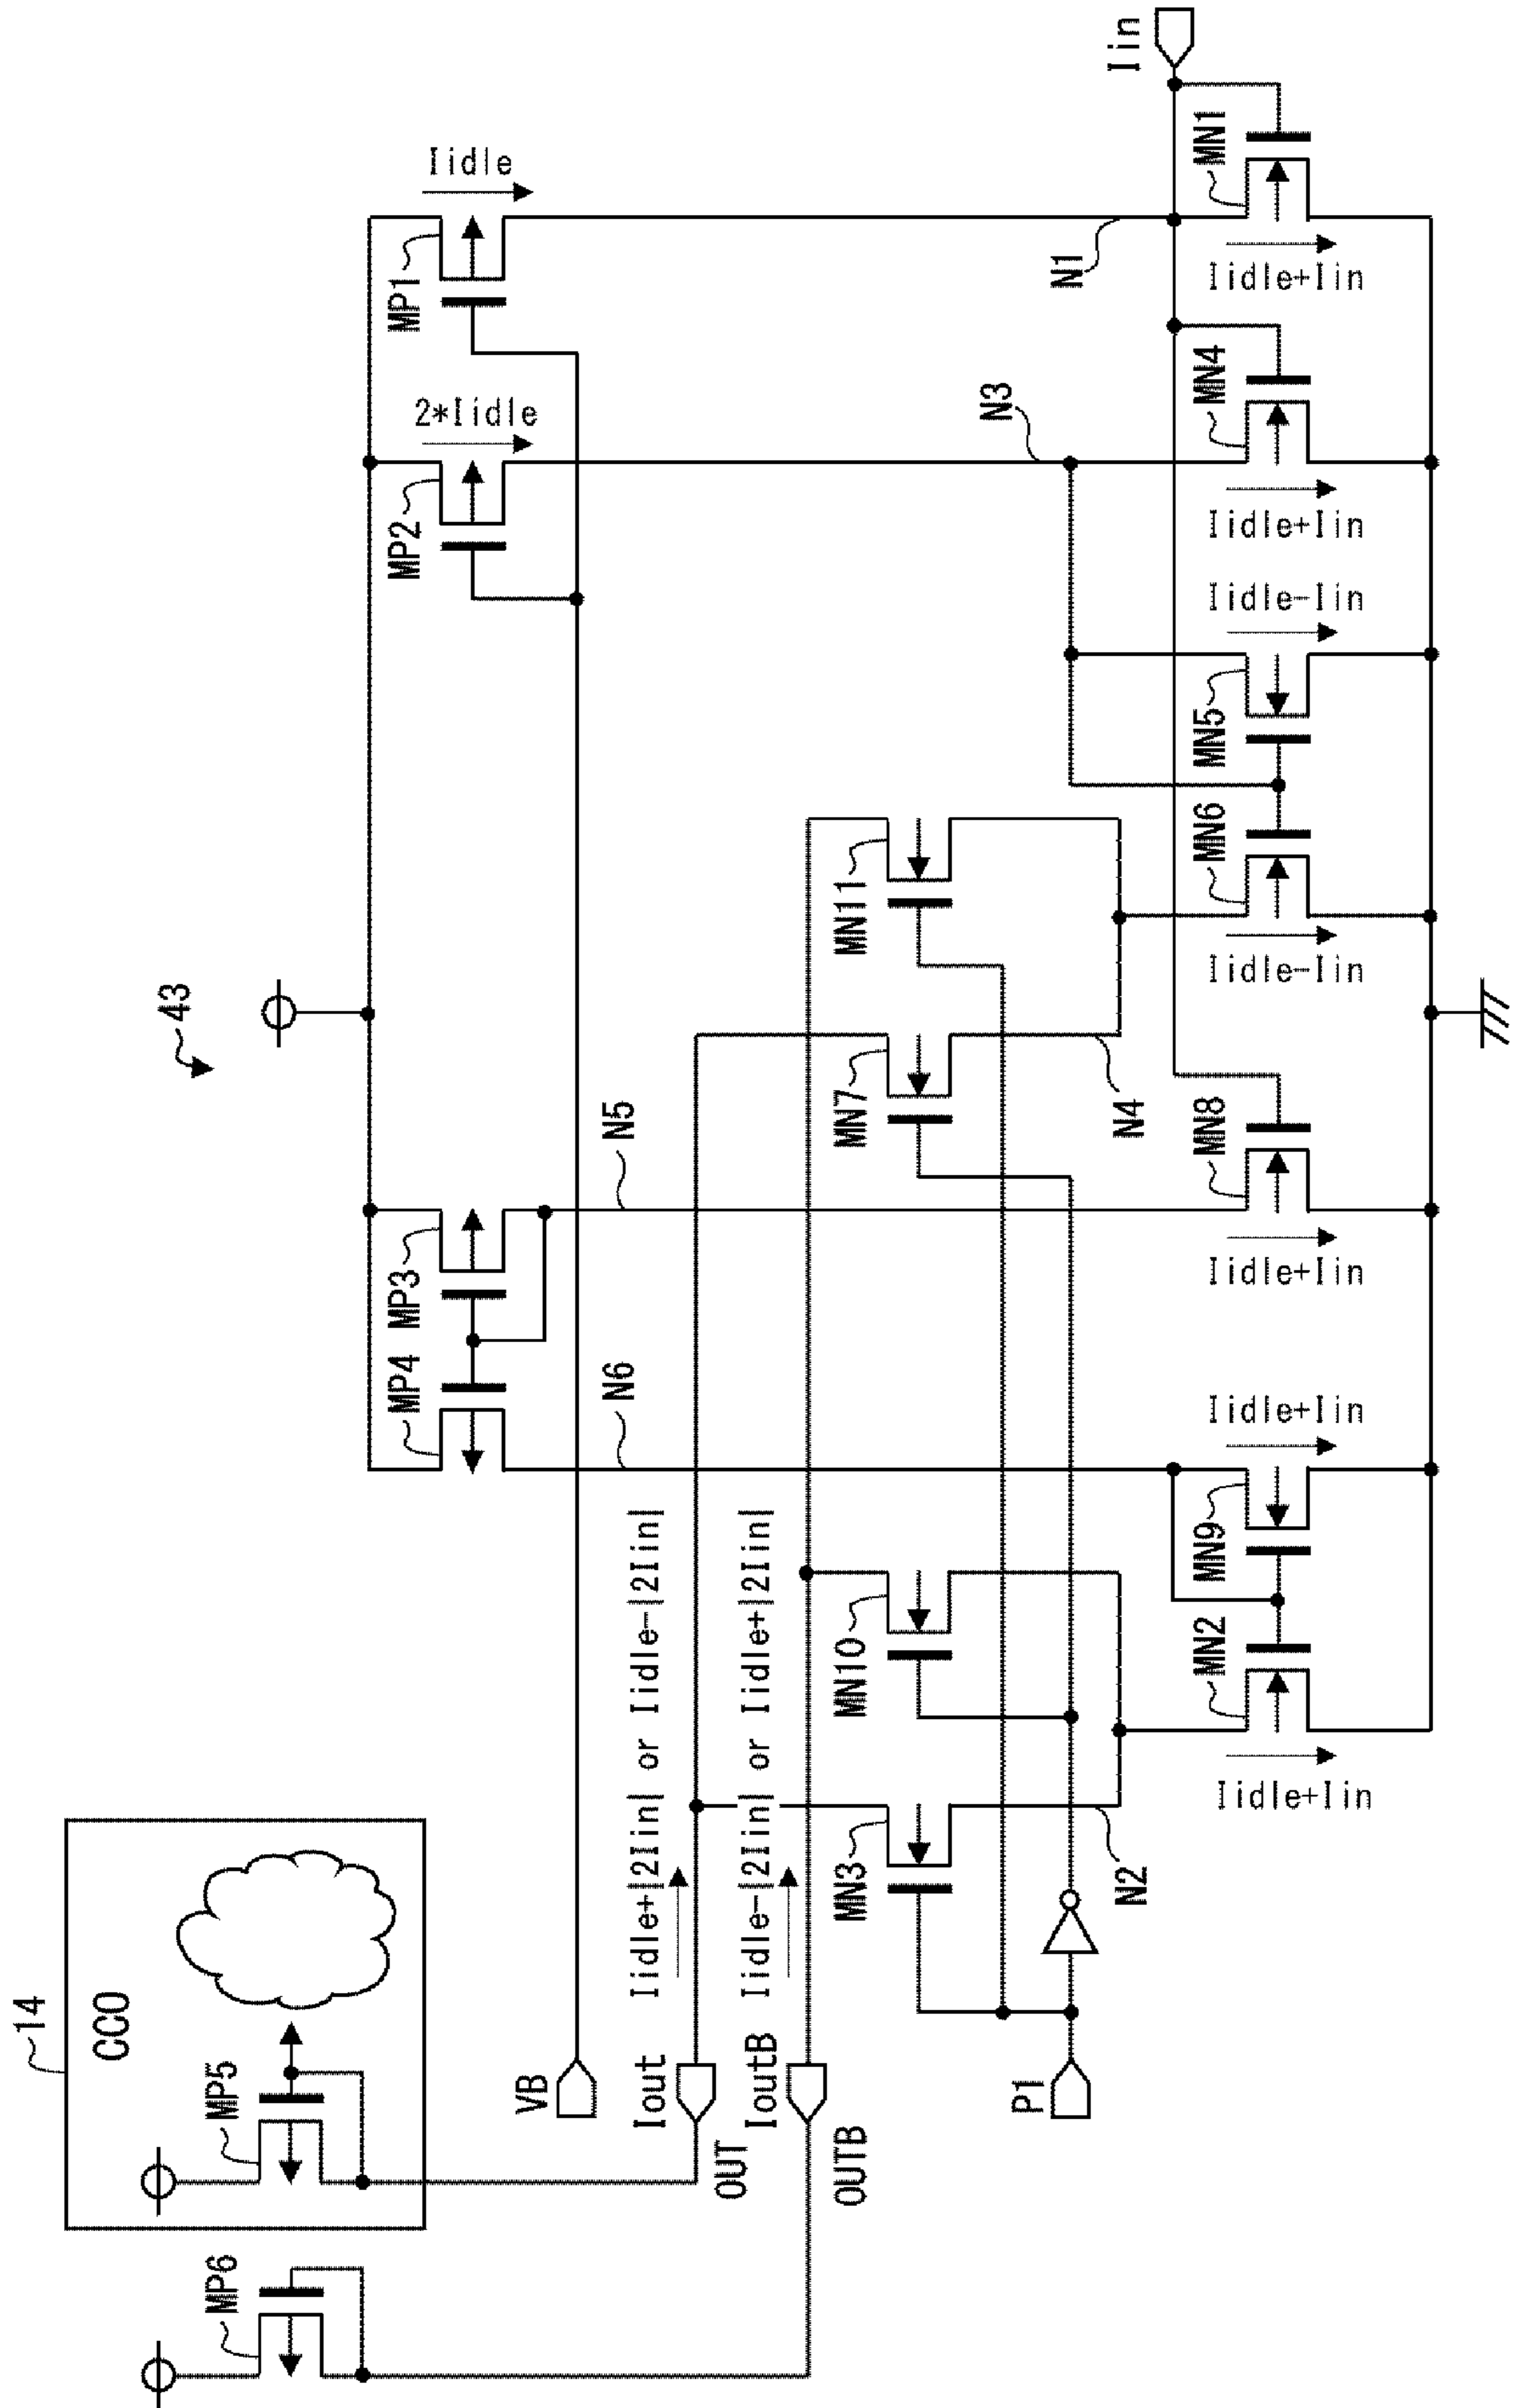 43
14
CCO
MP6
MP5
MP4
MP3
MP2
MP1
2*Iidle
Iidle
VB
Iout
OUT
Iidle+|2Iin| or Iidle-|2Iin|
IoutB
OUTB
Iidle-|2Iin| or Iidle+|2Iin|
N6
N5
N3
N1
MN3
MN10
MN7
MN11
P1
N2
N4
Iin
MN2
MN9
MN8
MN6
MN5
MN4
MN1
Iidle+Iin
Iidle+Iin
Iidle+Iin
Iidle-Iin
Iidle-Iin
Iidle+Iin
Iidle+Iin